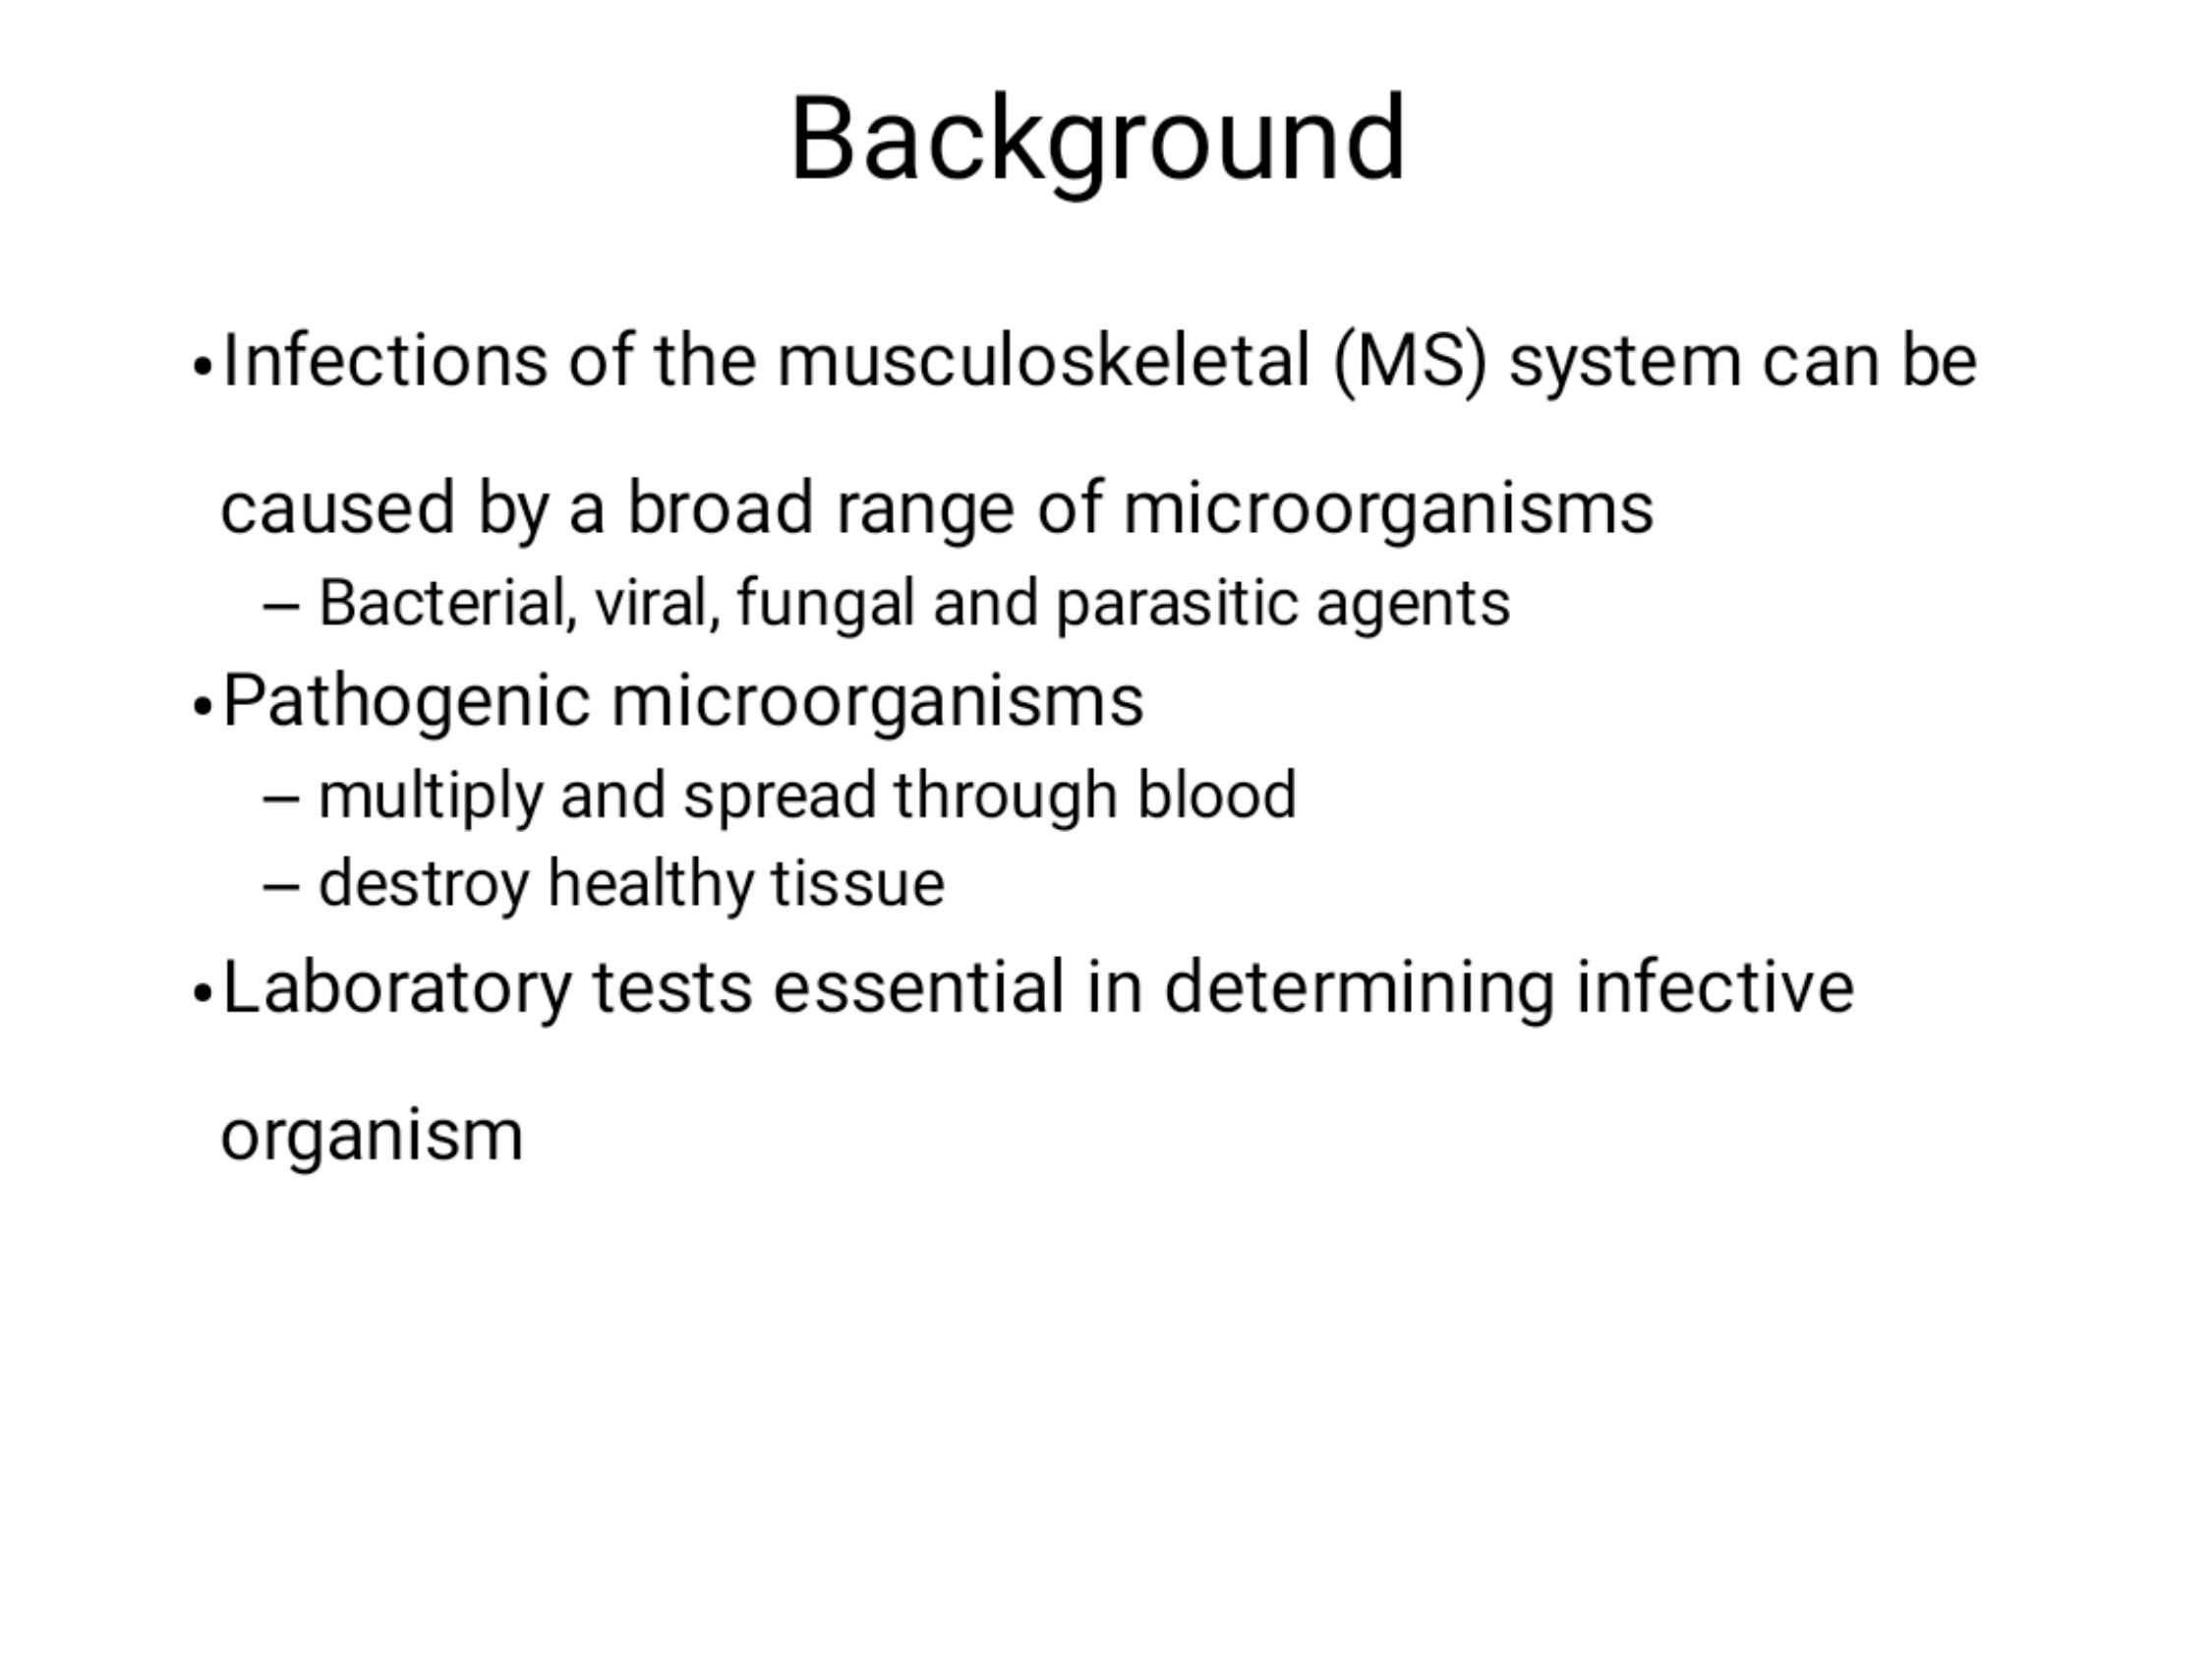 Background
•Infections of the musculoskeletal (MS) system can be
caused by a broad range of microorganisms
– Bacterial, viral, fungal and parasitic agents
•Pathogenic microorganisms
– multiply and spread through blood
– destroy healthy tissue
•Laboratory tests essential in determining infective
organism